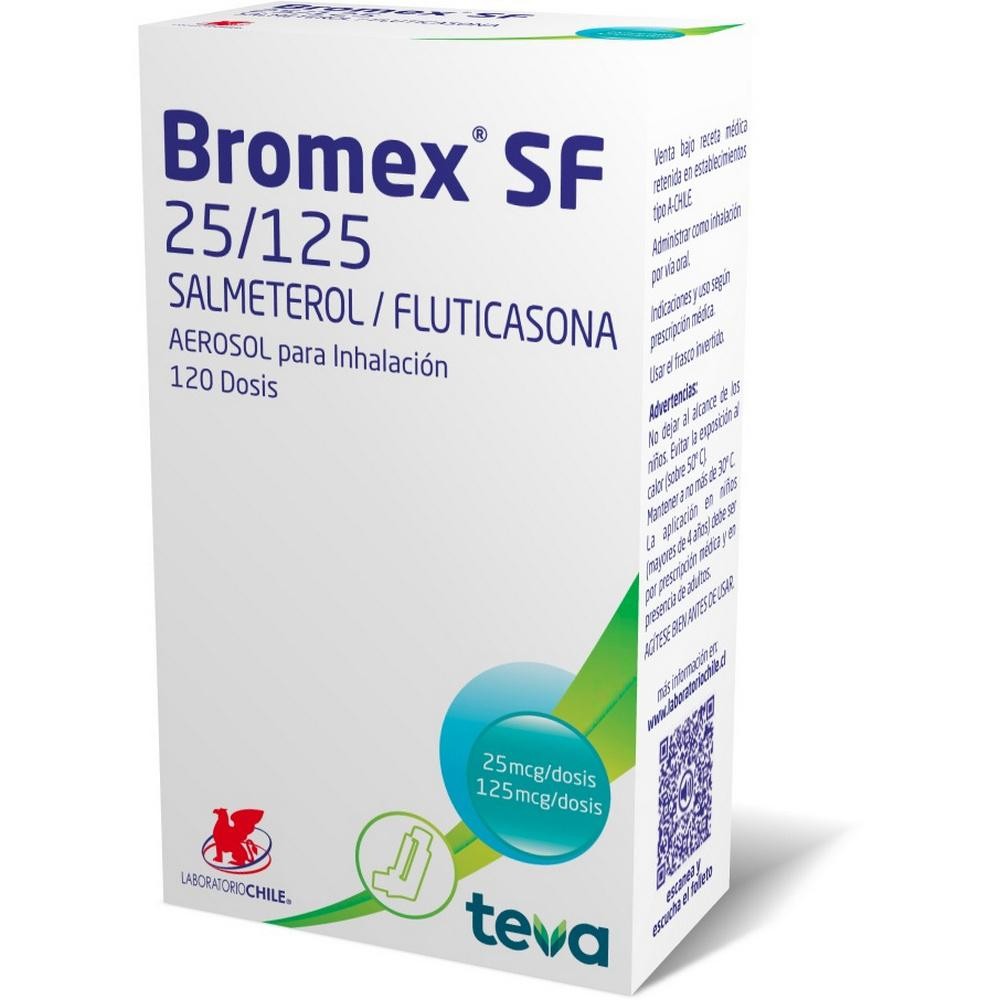 25/125
SALMETEROL / FLUTICASONA
Bromex® SF
25/125
SALMETEROL / FLUTICASONA
AEROSOL para Inhalación
120 Dosis
25mcg/dosis
125mcg/dosis
LABORATORIOCHILE®
teva
Venta bajo receta médica
retenida en establecimientos
tipo A-CHILE.
Administrar como inhalación
por vía oral.
Indicaciones y uso según
prescripción médica.
Usar el frasco invertido.
Advertencias:
No dejar al alcance de los
niños. Evitar la exposición al
calor (sobre 50° C).
Mantener a no más de 30° C.
La aplicación en niños
(mayores de 4 años) debe ser
por prescripción médica y en
presencia de adultos.
AGÍTESE BIEN ANTES DE USAR.
más información en:
www.laboratoriochile.cl
escanea y
escucha el folleto